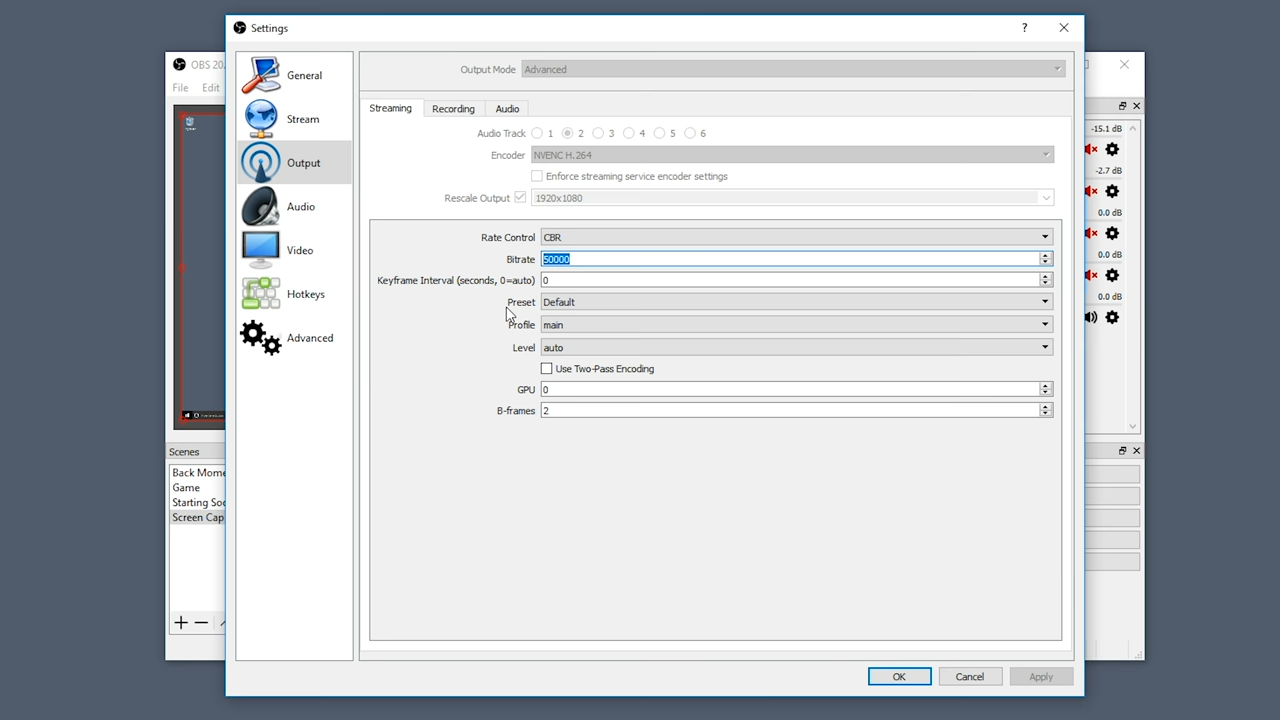 Settings
?
OBS 20.
File Edit
General
Stream
Output
Audio
Video
Hotkeys
Advanced
Output Mode Advanced
Streaming Recording Audio
Audio Track 1 2 3 4 5 6
Encoder NVENC H.264
Enforce streaming service encoder settings
Rescale Output 1920x1080
Rate Control CBR
Bitrate 50000
Keyframe Interval (seconds, 0=auto) 0
Preset Default
Profile main
Level auto
Use Two-Pass Encoding
GPU 0
B-frames 2
-15.1 dB
-2.7 dB
0.0 dB
0.0 dB
0.0 dB
Scenes
Back Mome
Game
Starting Soo
Screen Cap
OK Cancel Apply